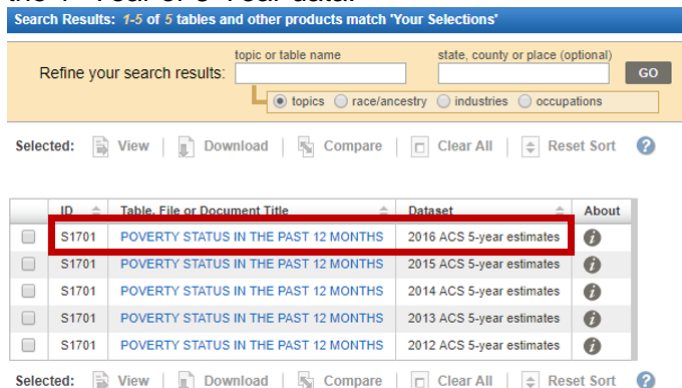 Search Results: 1-5 of 5 tables and other products match 'Your Selections'
topic or table name state, county or place (optional)
Refine your search results: GO
topics race/ancestry industries occupations
Selected: View | Download | Compare | Clear All | Reset Sort ?
ID Table, File or Document Title Dataset About
S1701 POVERTY STATUS IN THE PAST 12 MONTHS 2016 ACS 5-year estimates i
S1701 POVERTY STATUS IN THE PAST 12 MONTHS 2015 ACS 5-year estimates i
S1701 POVERTY STATUS IN THE PAST 12 MONTHS 2014 ACS 5-year estimates i
S1701 POVERTY STATUS IN THE PAST 12 MONTHS 2013 ACS 5-year estimates i
S1701 POVERTY STATUS IN THE PAST 12 MONTHS 2012 ACS 5-year estimates i
Selected: View | Download | Compare | Clear All | Reset Sort ?